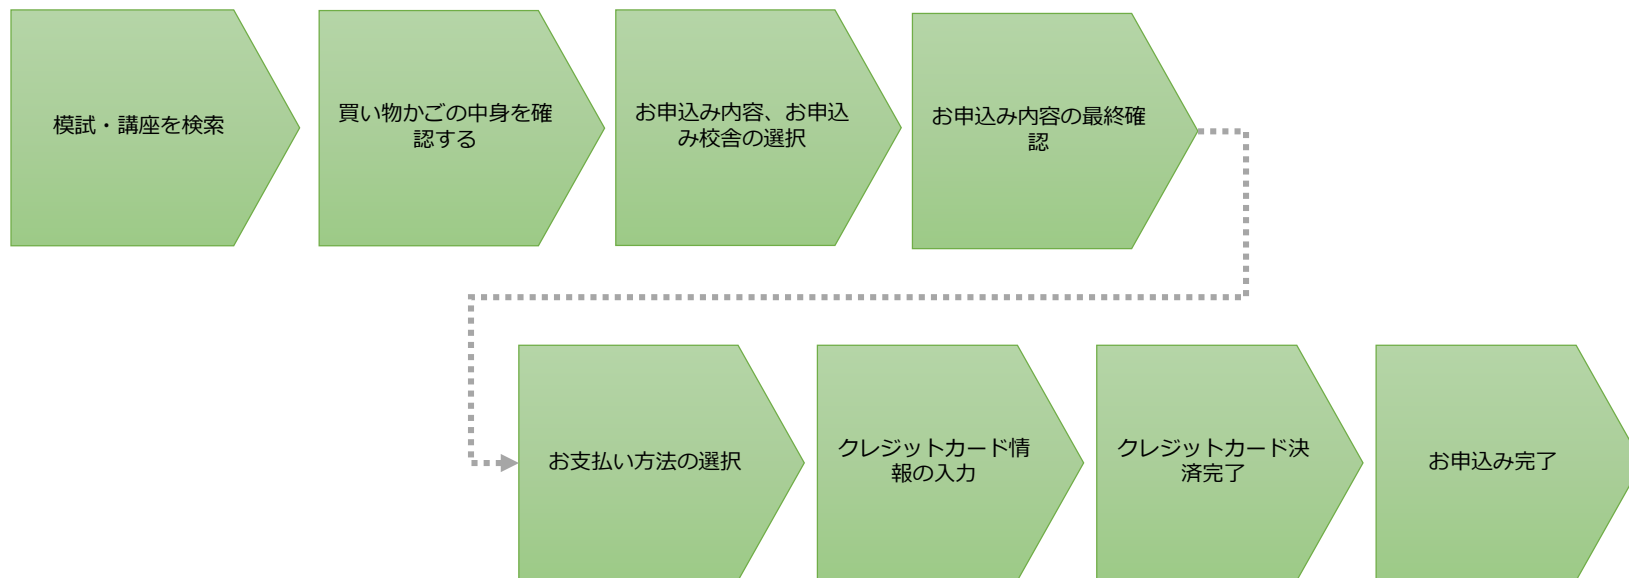 模試・講座を検索
買い物かごの中身を確
認する
お申込み内容、お申込
み校舎の選択
お申込み内容の最終確
認
お支払い方法の選択
クレジットカード情
報の入力
クレジットカード決
済完了
お申込み完了